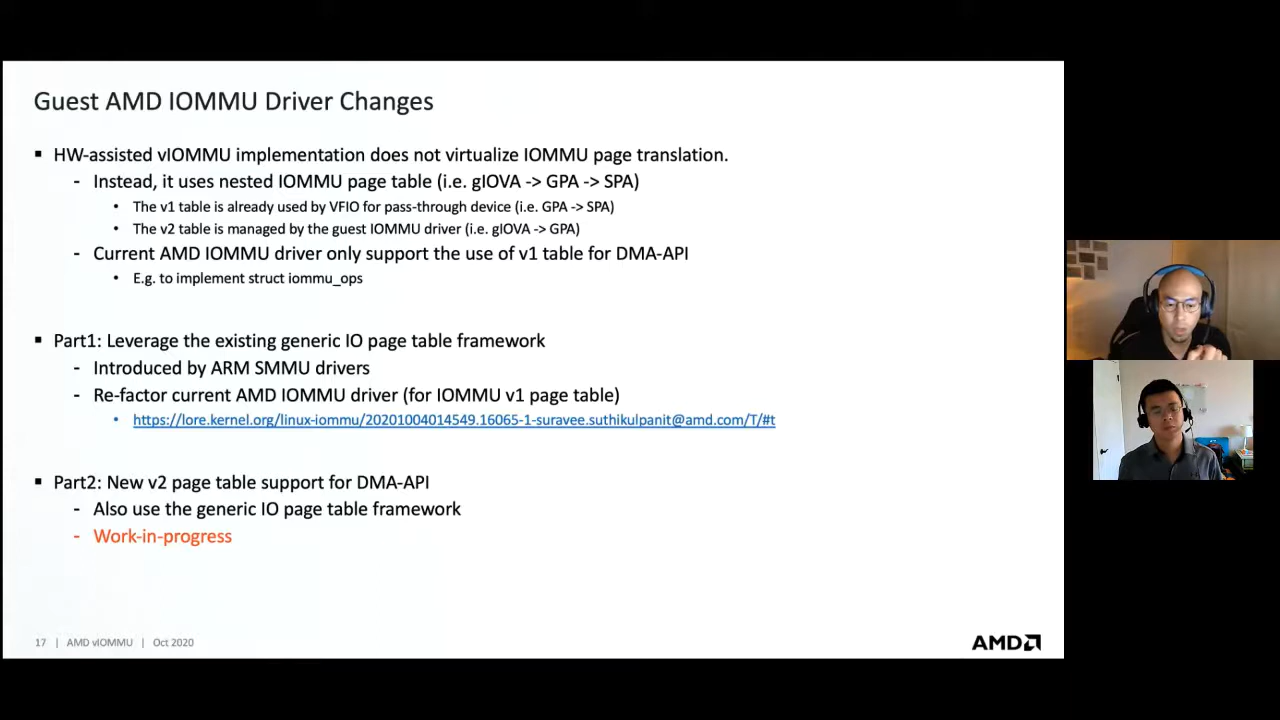 Guest AMD IOMMU Driver Changes
▪ HW-assisted vIOMMU implementation does not virtualize IOMMU page translation.
- Instead, it uses nested IOMMU page table (i.e. gIOVA -> GPA -> SPA)
• The v1 table is already used by VFIO for pass-through device (i.e. GPA -> SPA)
• The v2 table is managed by the guest IOMMU driver (i.e. gIOVA -> GPA)
- Current AMD IOMMU driver only support the use of v1 table for DMA-API
• E.g. to implement struct iommu_ops
▪ Part1: Leverage the existing generic IO page table framework
- Introduced by ARM SMMU drivers
- Re-factor current AMD IOMMU driver (for IOMMU v1 page table)
• https://lore.kernel.org/linux-iommu/20201004014549.16065-1-suravee.suthikulpanit@amd.com/T/#t
▪ Part2: New v2 page table support for DMA-API
- Also use the generic IO page table framework
- Work-in-progress
17 | AMD vIOMMU | Oct 2020
AMD